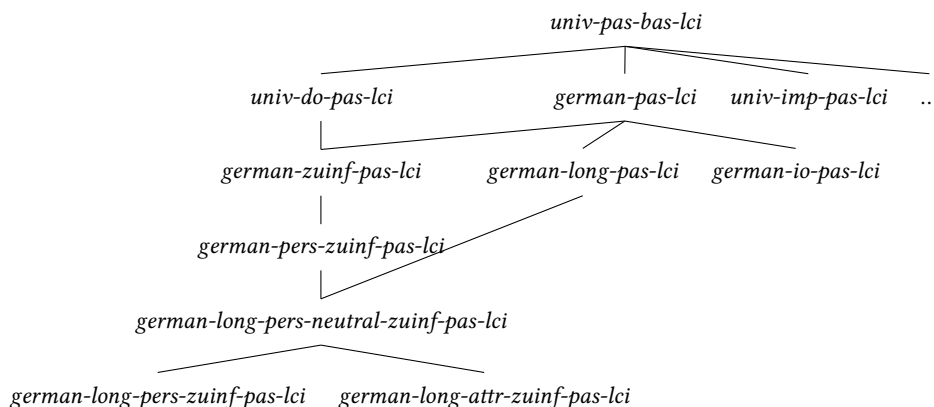 univ-pas-bas-lci
univ-do-pas-lci german-pas-lci univ-imp-pas-lci ..
german-zuinf-pas-lci german-long-pas-lci german-io-pas-lci
german-pers-zuinf-pas-lci
german-long-pers-neutral-zuinf-pas-lci
german-long-pers-zuinf-pas-lci german-long-attr-zuinf-pas-lci